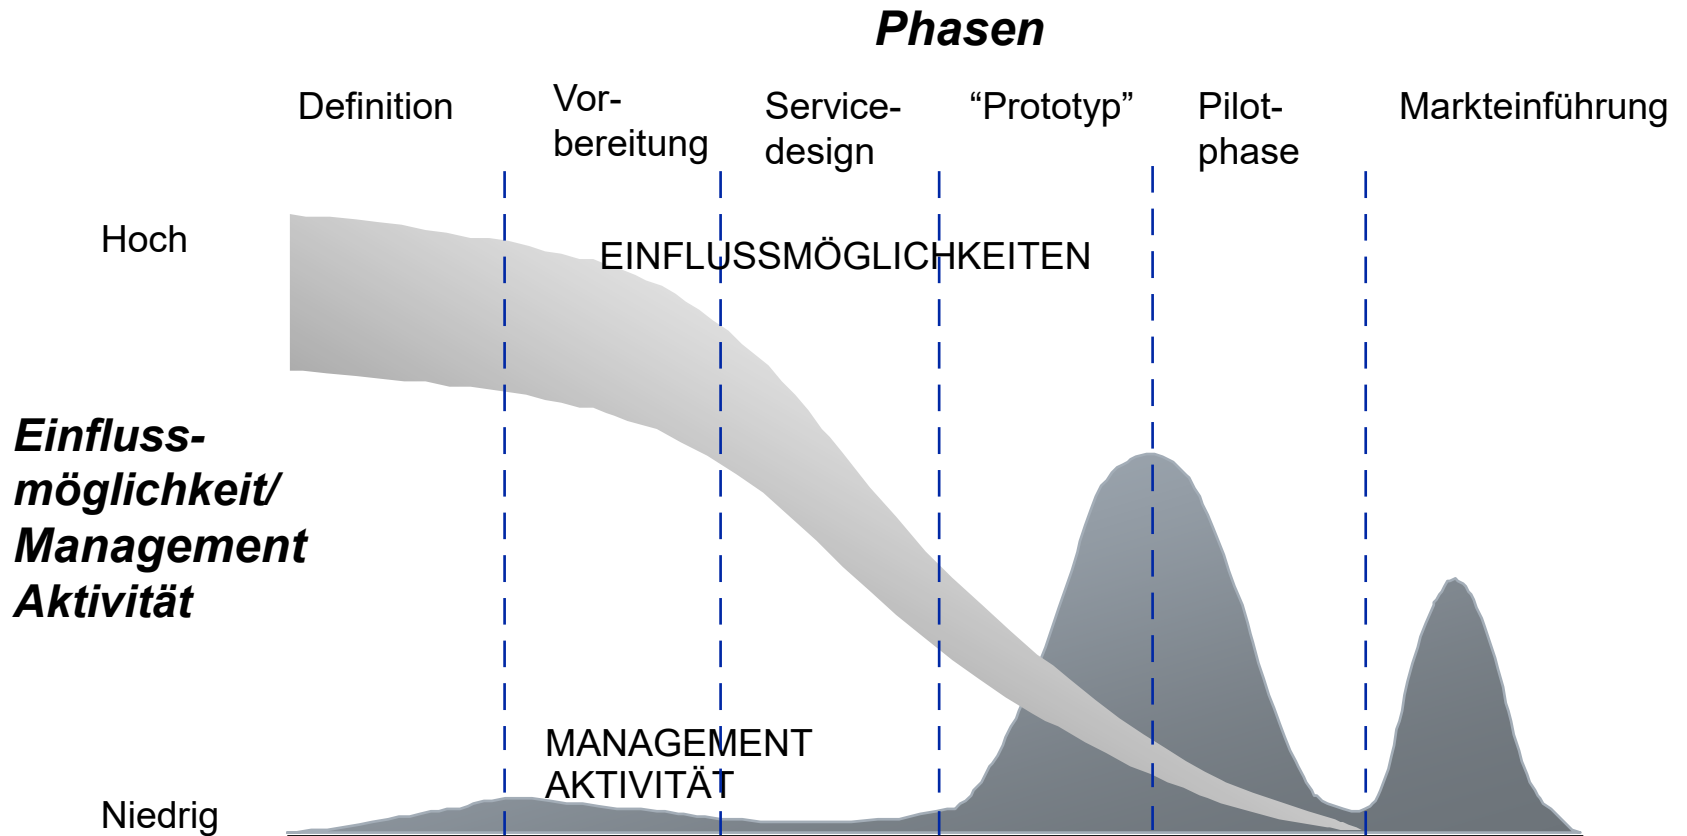 Phasen
Definition
Vor-
bereitung
Service-
design
“Prototyp”
Pilot-
phase
Markteinführung
Hoch
EINFLUSSMÖGLICHKEITEN
Einfluss-
möglichkeit/
Management
Aktivität
MANAGEMENT
AKTIVITÄT
Niedrig